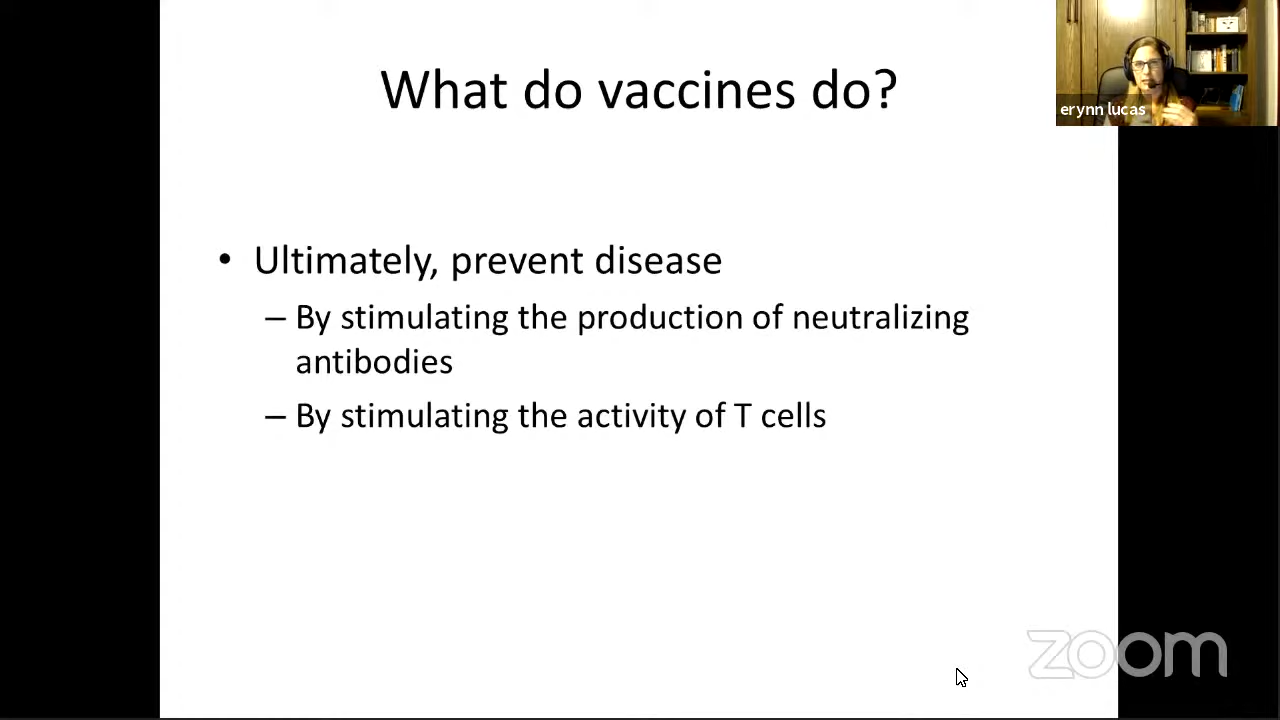 What do vaccines do?
erynn lucas
• Ultimately, prevent disease
– By stimulating the production of neutralizing
antibodies
– By stimulating the activity of T cells
zoom